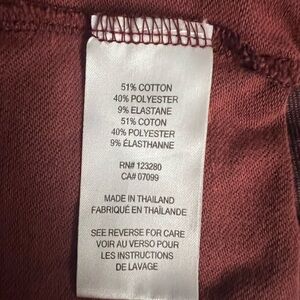 51% COTTON
40% POLYESTER
9% ELASTANE
51% COTON
40% POLYESTER
9% ÉLASTHANNE
RN# 123280
CA# 07099
MADE IN THAILAND
FABRIQUÉ EN THAÏLANDE
SEE REVERSE FOR CARE
VOIR AU VERSO POUR
LES INSTRUCTIONS
DE LAVAGE